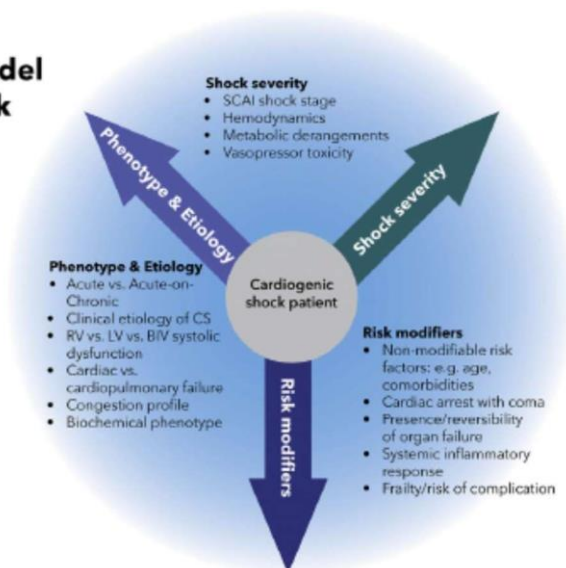 del
k
Shock severity
• SCAI shock stage
• Hemodynamics
• Metabolic derangements
• Vasopressor toxicity
Phenotype & Etiology
Shock severity
Cardiogenic
shock patient
Phenotype & Etiology
• Acute vs. Acute-on-
Chronic
• Clinical etiology of CS
• RV vs. LV vs. BiV systolic
dysfunction
• Cardiac vs.
cardiopulmonary failure
• Congestion profile
• Biochemical phenotype
Risk modifiers
• Non-modifiable risk
factors: e.g. age,
comorbidities
• Cardiac arrest with coma
• Presence/reversibility
of organ failure
• Systemic inflammatory
response
• Frailty/risk of complication
Risk modifiers